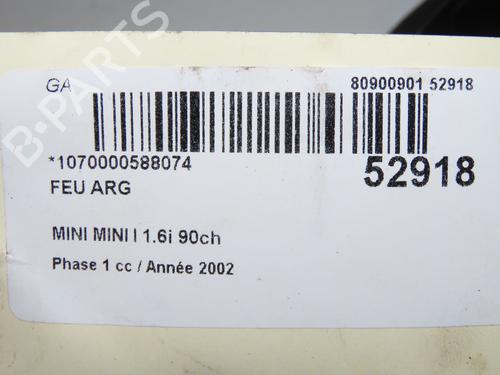 GA
80900901 52918
*1070000588074
52918
FEU ARG
MINI MINI I 1.6i 90ch
Phase 1 cc / Année 2002
B-PARTS